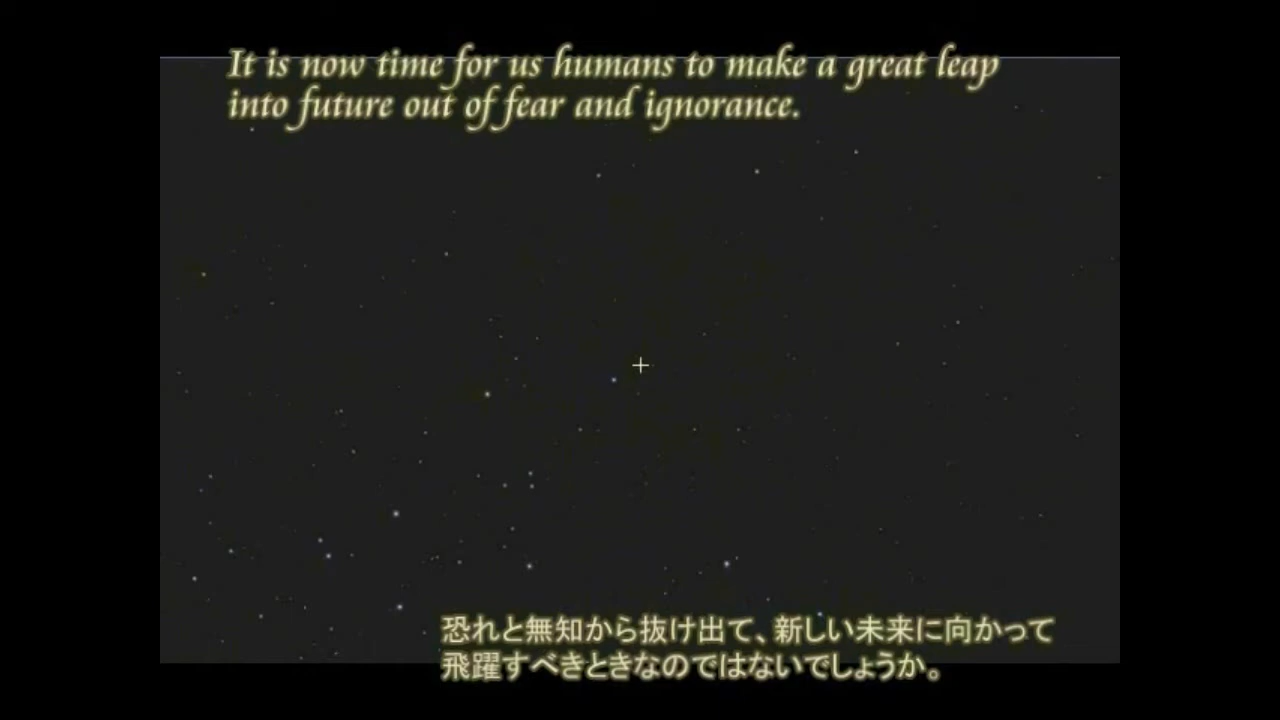 It is now time for us humans to make a great leap
into future out of fear and ignorance.
恐れと無知から抜け出て、新しい未来に向かって
飛躍すべきときなのではないでしょうか。